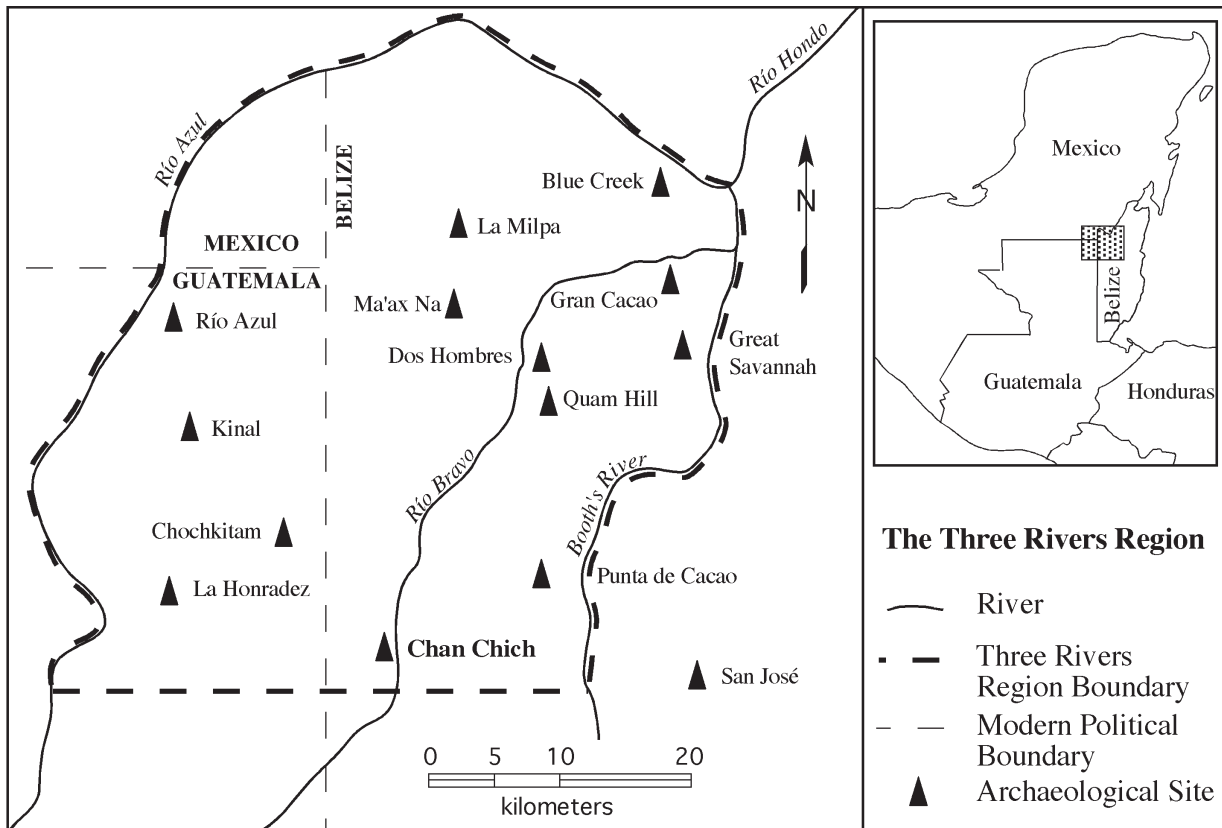 Río Hondo
Río Azul
BELIZE
Blue Creek
La Milpa
N
MEXICO
GUATEMALA
Gran Cacao
Ma'ax Na
Río Azul
Great
Savannah
Dos Hombres
Quam Hill
Kinal
Río Bravo
Booth's River
Chochkitam
La Honradez
Punta de Cacao
Chan Chich
San José
0 5 10 20
kilometers
Mexico
Belize
Guatemala
Honduras
The Three Rivers Region
River
Three Rivers
Region Boundary
Modern Political
Boundary
Archaeological Site